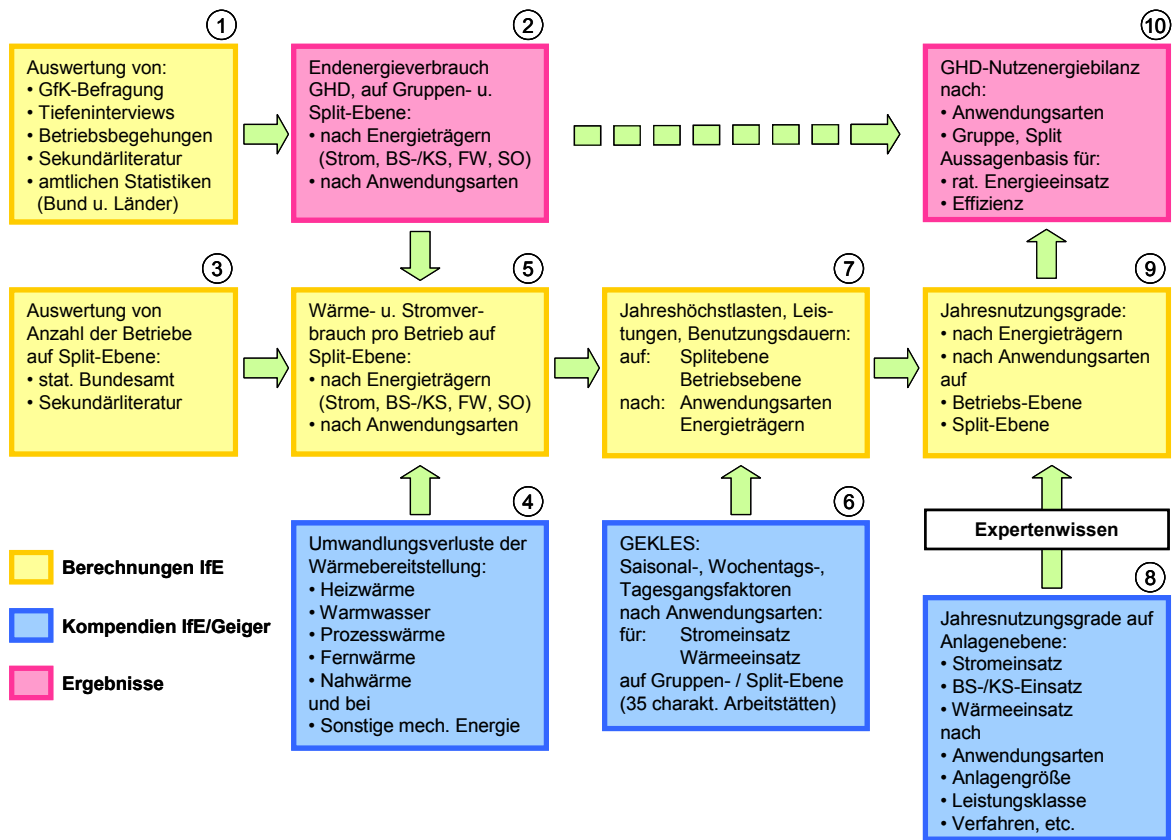 1
Auswertung von:
• GfK-Befragung
• Tiefeninterviews
• Betriebsbegehungen
• Sekundärliteratur
• amtlichen Statistiken
(Bund u. Länder)
2
Endenergieverbrauch
GHD, auf Gruppen- u.
Split-Ebene:
• nach Energieträgern
(Strom, BS-/KS, FW, SO)
• nach Anwendungsarten
10
GHD-Nutzenergiebilanz
nach:
• Anwendungsarten
• Gruppe, Split
Aussagenbasis für:
• rat. Energieeinsatz
• Effizienz
3
Auswertung von
Anzahl der Betriebe
auf Split-Ebene:
• stat. Bundesamt
• Sekundärliteratur
5
Wärme- u. Stromver-
brauch pro Betrieb auf
Split-Ebene:
• nach Energieträgern
(Strom, BS-/KS, FW, SO)
• nach Anwendungsarten
7
Jahreshöchstlasten, Leis-
tungen, Benutzungsdauern:
auf: Splitebene
Betriebsebene
nach: Anwendungsarten
Energieträgern
9
Jahresnutzungsgrade:
• nach Energieträgern
• nach Anwendungsarten
auf
• Betriebs-Ebene
• Split-Ebene
4
Umwandlungsverluste der
Wärmebereitstellung:
• Heizwärme
• Warmwasser
• Prozesswärme
• Fernwärme
• Nahwärme
und bei
• Sonstige mech. Energie
6
GEKLES:
Saisonal-, Wochentags-,
Tagesgangsfaktoren
nach Anwendungsarten:
für: Stromeinsatz
Wärmeeinsatz
auf Gruppen- / Split-Ebene
(35 charakt. Arbeitstätten)
Expertenwissen
8
Jahresnutzungsgrade auf
Anlagenebene:
• Stromeinsatz
• BS-/KS-Einsatz
• Wärmeeinsatz
nach
• Anwendungsarten
• Anlagengröße
• Leistungsklasse
• Verfahren, etc.
Berechnungen IfE
Kompendien IfE/Geiger
Ergebnisse